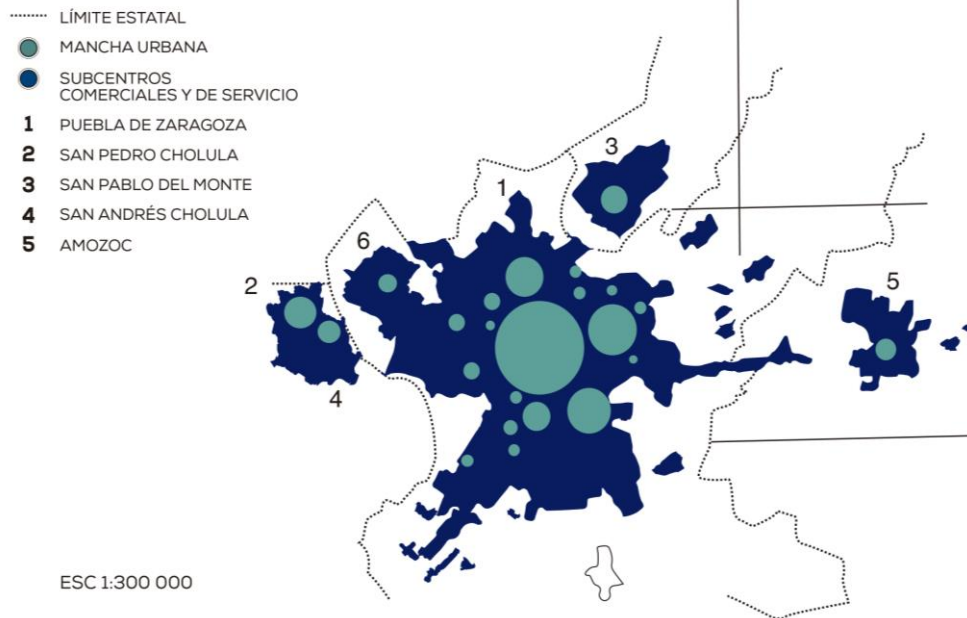 LÍMITE ESTATAL
MANCHA URBANA
SUBCENTROS
COMERCIALES Y DE SERVICIO
1 PUEBLA DE ZARAGOZA
2 SAN PEDRO CHOLULA
3 SAN PABLO DEL MONTE
4 SAN ANDRÉS CHOLULA
5 AMOZOC
3
1
6
2
5
4
ESC 1:300 000